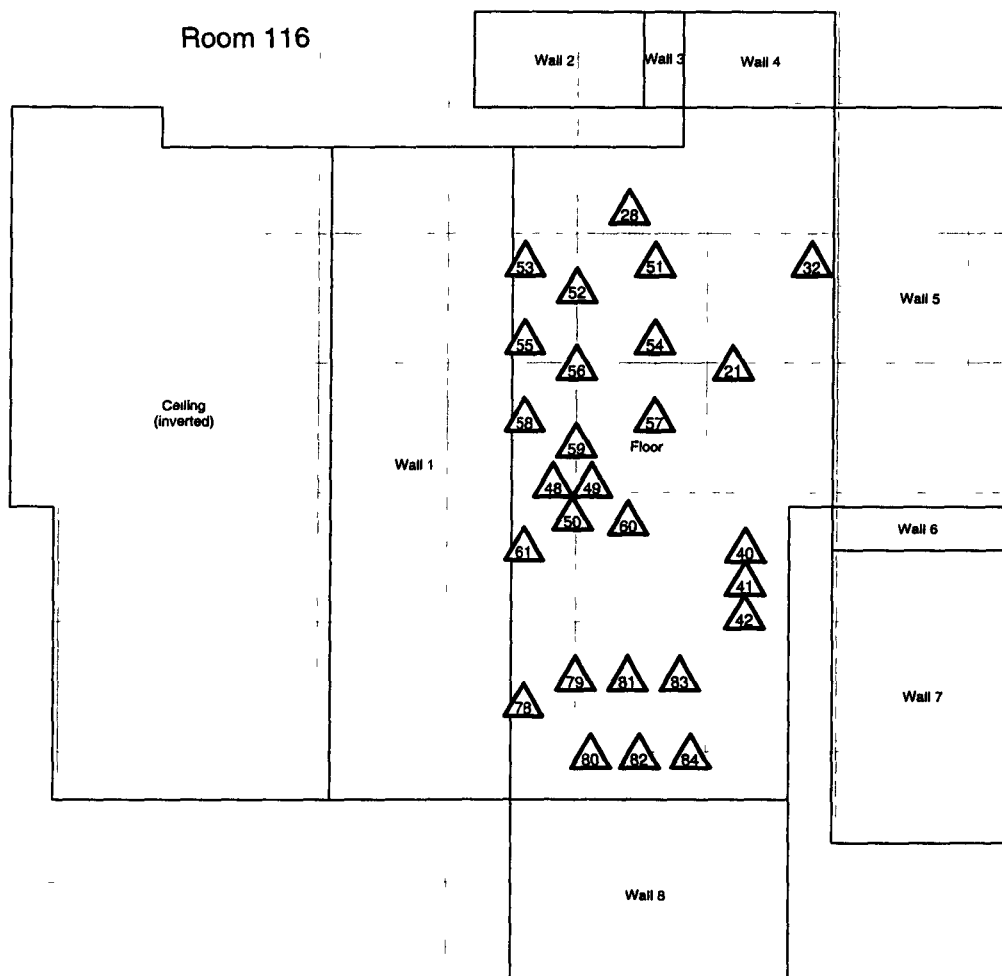 Room 116
Wall 2
Wall 3
Wall 4
28
53
51
32
52
Wall 5
55
54
56
21
Ceiling
(inverted)
58
57
59
Floor
Wall 1
48
49
50
60
Wall 6
61
40
41
42
79
81
83
Wall 7
78
80
82
84
Wall 8